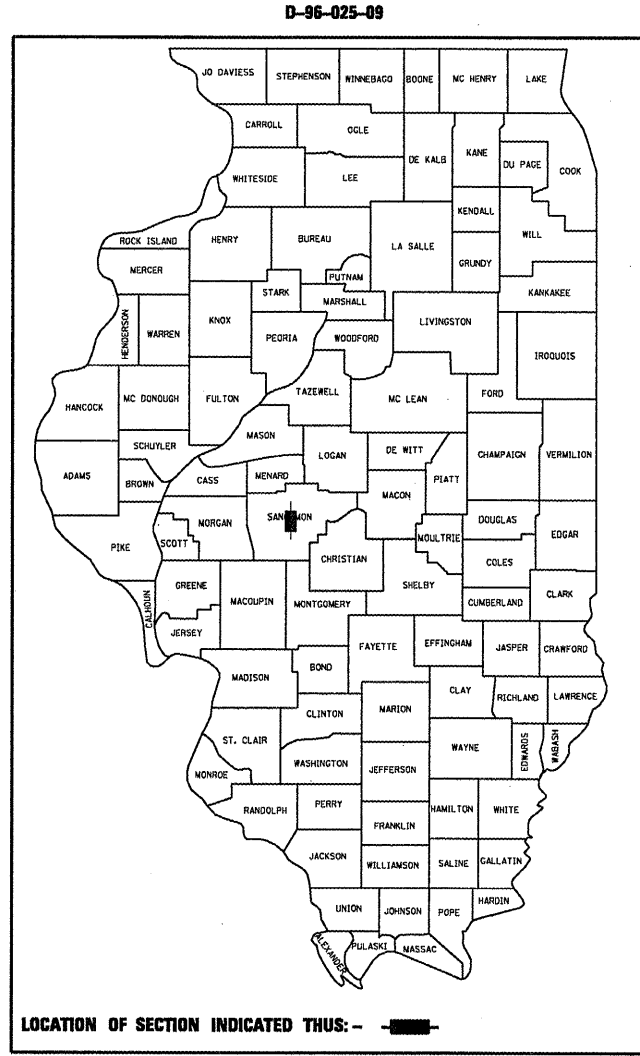 D-96-025-09
JO DAVIESS
STEPHENSON
WINNEBAGO
BOONE
MC HENRY
LAKE
CARROLL
OGLE
DE KALB
KANE
DU PAGE
COOK
WHITESIDE
LEE
KENDALL
WILL
ROCK ISLAND
HENRY
BUREAU
LA SALLE
GRUNDY
MERCER
PUTNAM
STARK
MARSHALL
KANKAKEE
HENDERSON
WARREN
KNOX
PEORIA
WOODFORD
LIVINGSTON
IROQUOIS
HANCOCK
MC DONOUGH
FULTON
TAZEWELL
MC LEAN
FORD
MASON
SCHUYLER
LOGAN
DE WITT
CHAMPAIGN
VERMILION
ADAMS
BROWN
CASS
MENARD
MACON
PIATT
PIKE
SCOTT
MORGAN
SANGAMON
CHRISTIAN
MOULTRIE
DOUGLAS
EDGAR
COLES
SHELBY
CALHOUN
GREENE
MACOUPIN
MONTGOMERY
CUMBERLAND
CLARK
JERSEY
FAYETTE
EFFINGHAM
JASPER
CRAWFORD
MADISON
BOND
CLAY
RICHLAND
LAWRENCE
CLINTON
MARION
ST. CLAIR
WAYNE
EDWARDS
WABASH
WASHINGTON
JEFFERSON
MONROE
RANDOLPH
PERRY
HAMILTON
WHITE
FRANKLIN
JACKSON
WILLIAMSON
SALINE
GALLATIN
UNION
JOHNSON
POPE
HARDIN
ALEXANDER
PULASKI
MASSAC
LOCATION OF SECTION INDICATED THUS: -